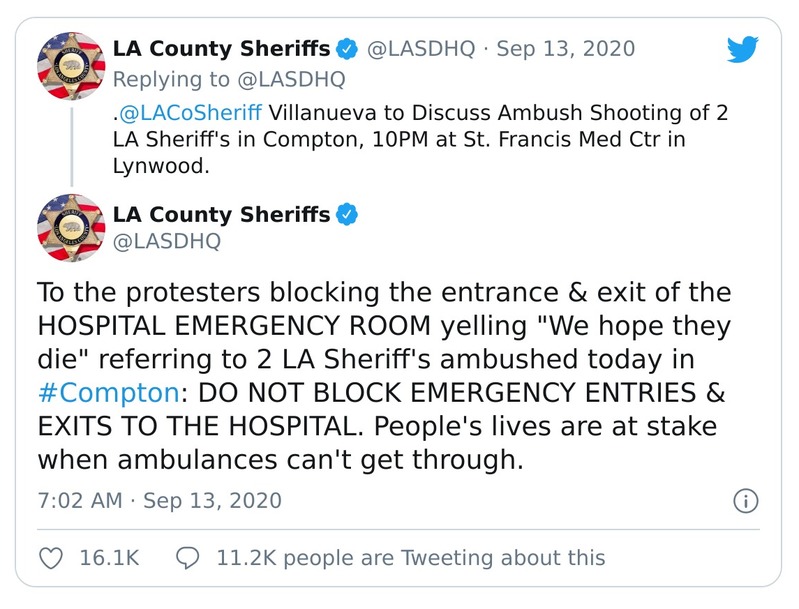 LA County Sheriffs @LASDHQ · Sep 13, 2020
Replying to @LASDHQ
.@LACoSheriff Villanueva to Discuss Ambush Shooting of 2
LA Sheriff's in Compton, 10PM at St. Francis Med Ctr in
Lynwood.
LA County Sheriffs
@LASDHQ
To the protesters blocking the entrance & exit of the
HOSPITAL EMERGENCY ROOM yelling "We hope they
die" referring to 2 LA Sheriff's ambushed today in
#Compton: DO NOT BLOCK EMERGENCY ENTRIES &
EXITS TO THE HOSPITAL. People's lives are at stake
when ambulances can't get through.
7:02 AM · Sep 13, 2020
16.1K 11.2K people are Tweeting about this